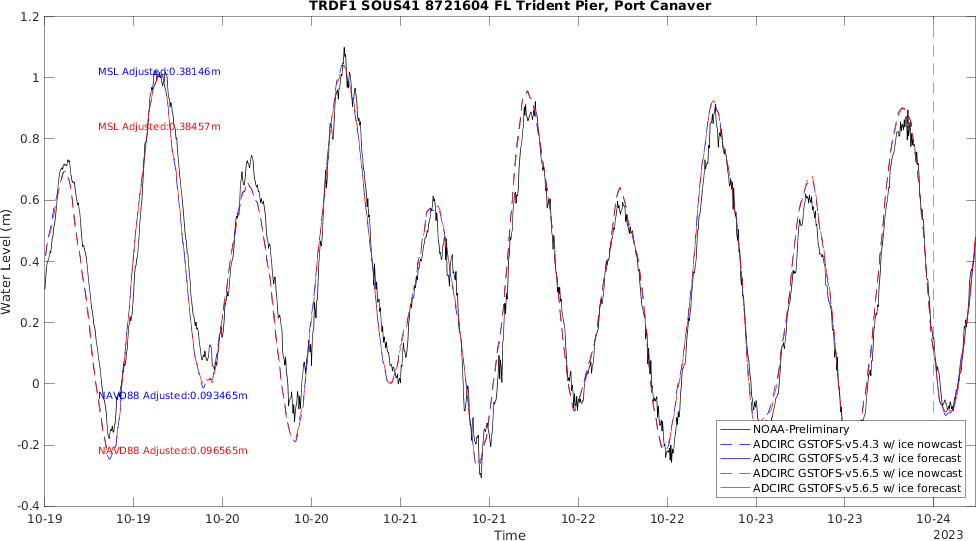 TRDF1 SOUS41 8721604 FL Trident Pier, Port Canaver
1.2
1
0.8
0.6
0.4
0.2
0
-0.2
-0.4
Water Level (m)
MSL Adjusted:0.38146m
MSL Adjusted:0.38457m
NAVD88 Adjusted:0.093465m
NAVD88 Adjusted:0.096565m
NOAA-Preliminary
ADCIRC GSTOFS-v5.4.3 w/ ice nowcast
ADCIRC GSTOFS-v5.4.3 w/ ice forecast
ADCIRC GSTOFS-v5.6.5 w/ ice nowcast
ADCIRC GSTOFS-v5.6.5 w/ ice forecast
10-19 10-19 10-20 10-20 10-21 10-21 10-22 10-22 10-23 10-23 10-24
2023
Time